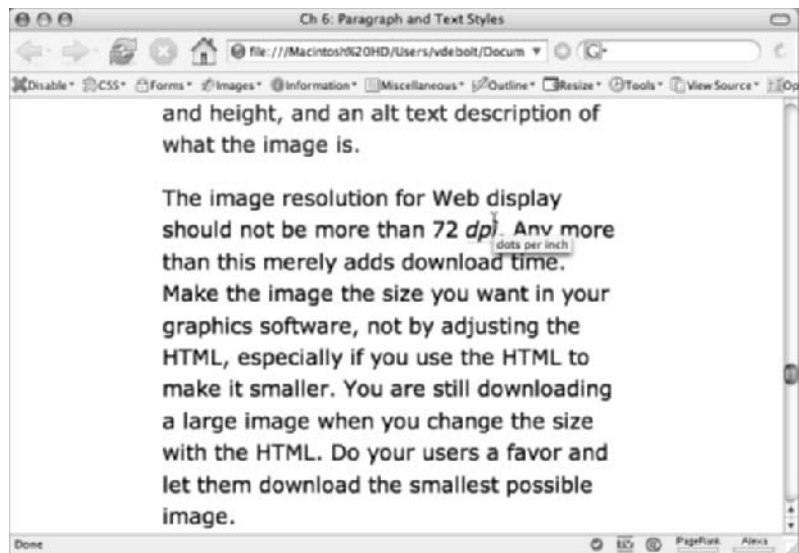 Ch 6: Paragraph and Text Styles
file:///Macintosh%20HD/Users/vdebolt/Docum
Disable CSS Forms Images Information Miscellaneous Outline Resize Tools View Source Op
and height, and an alt text description of
what the image is.
The image resolution for Web display
should not be more than 72 dpi. Any more
dots per inch
than this merely adds download time.
Make the image the size you want in your
graphics software, not by adjusting the
HTML, especially if you use the HTML to
make it smaller. You are still downloading
a large image when you change the size
with the HTML. Do your users a favor and
let them download the smallest possible
image.
Done PageRank Alexa